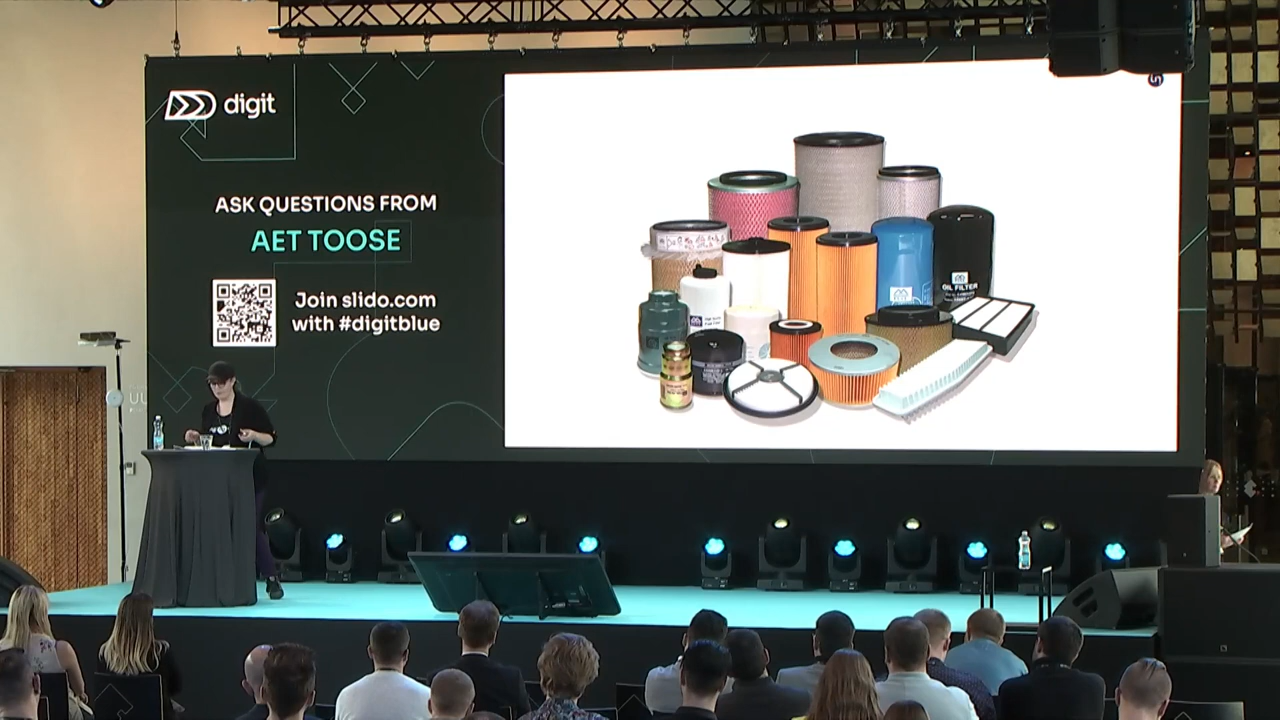 digit
ASK QUESTIONS FROM
AET TOOSE
Join slido.com
with #digitblue
OIL FILTER